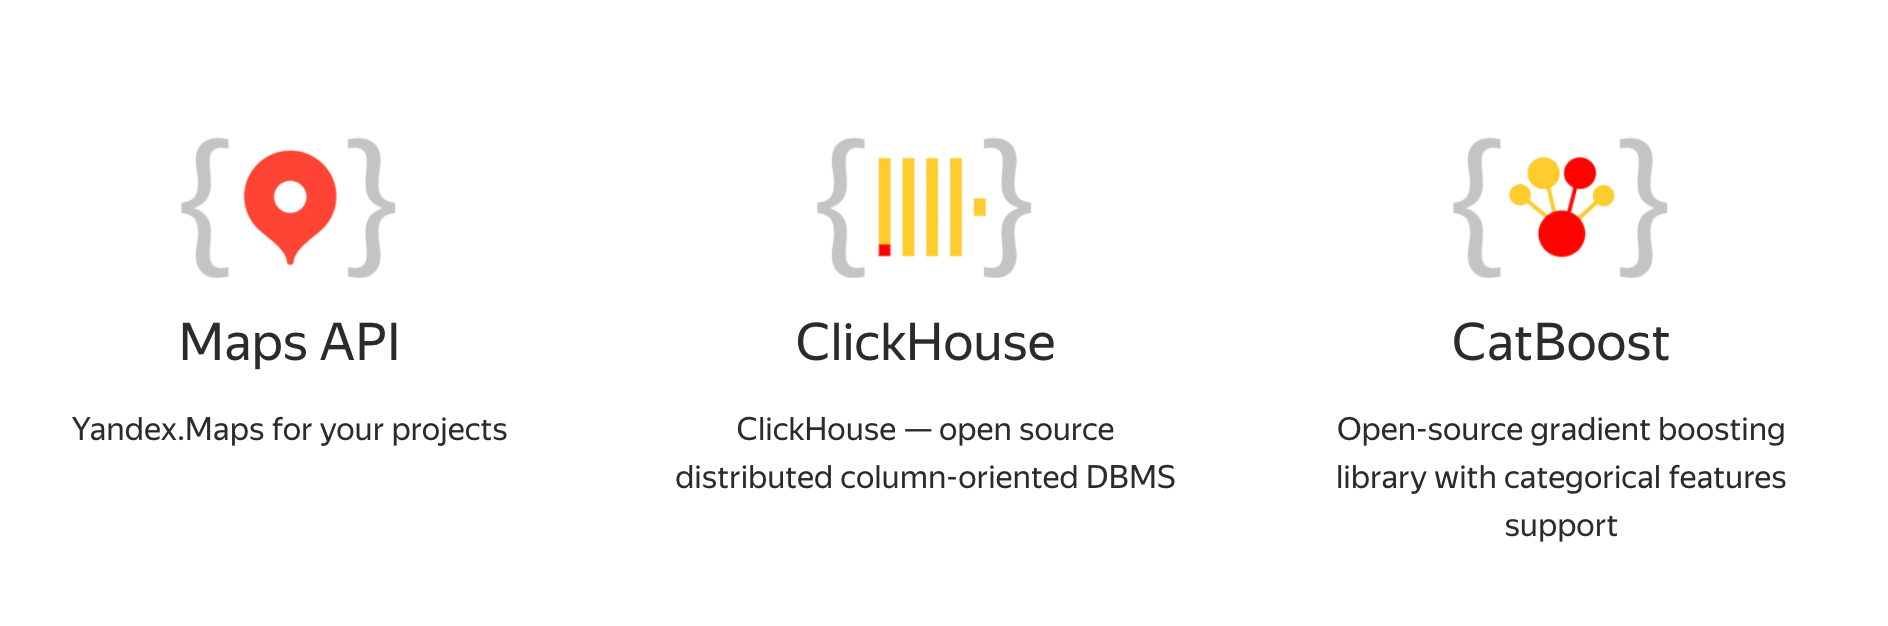 Maps API
Yandex.Maps for your projects
ClickHouse
ClickHouse — open source
distributed column-oriented DBMS
CatBoost
Open-source gradient boosting
library with categorical features
support